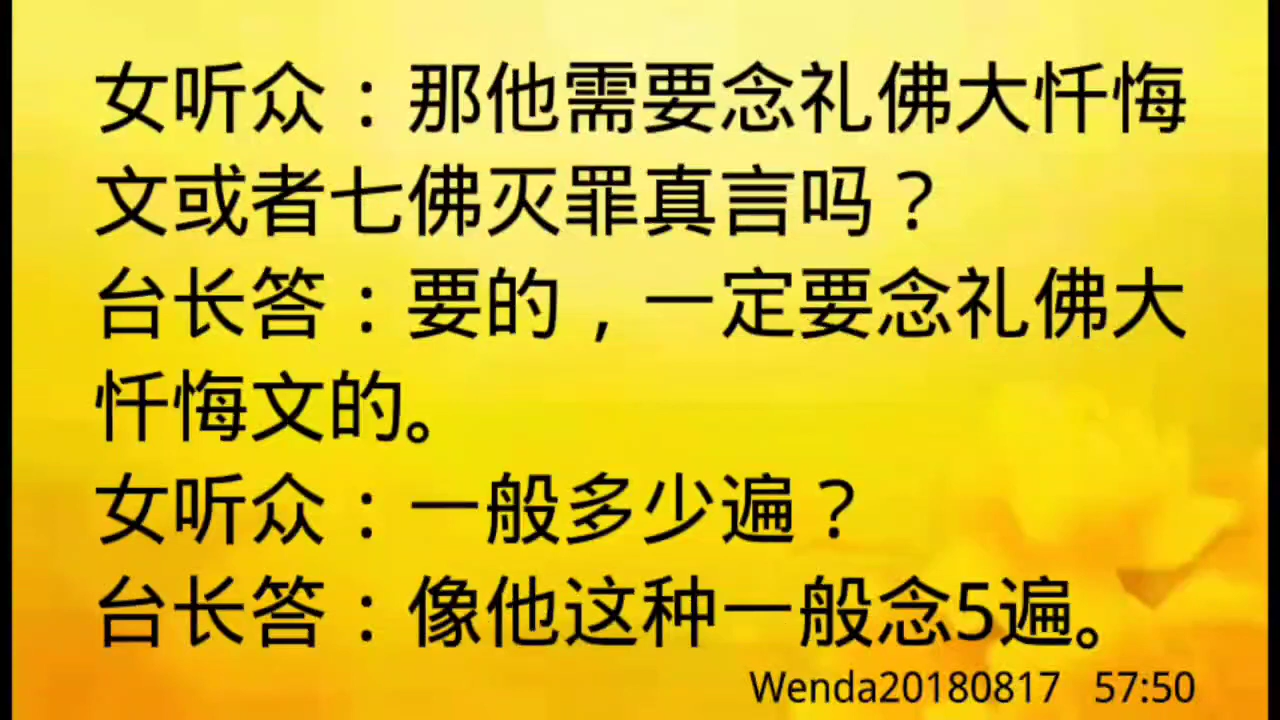 女听众：那他需要念礼佛大忏悔
文或者七佛灭罪真言吗？
台长答：要的，一定要念礼佛大
忏悔文的。
女听众：一般多少遍？
台长答：像他这种一般念5遍。
Wenda20180817 57:50